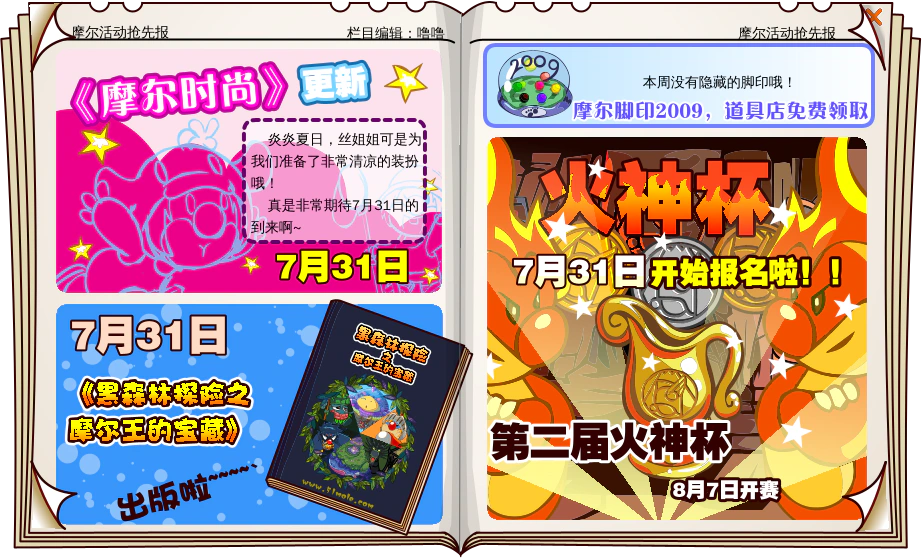 摩尔活动抢先报
栏目编辑：噜噜
《摩尔时尚》更新
炎炎夏日，丝姐姐可是为
我们准备了非常清凉的装扮
哦！
真是非常期待7月31日的
到来啊~
7月31日
7月31日
《黑森林探险之
摩尔王的宝藏》
出版啦~~~~、
黑森林探险
之
摩尔王的宝藏
www.51mole.com
摩尔活动抢先报
2009
本周没有隐藏的脚印哦！
摩尔脚印2009，道具店免费领取
火神杯
7月31日开始报名啦！！
第二届火神杯
8月7日开赛